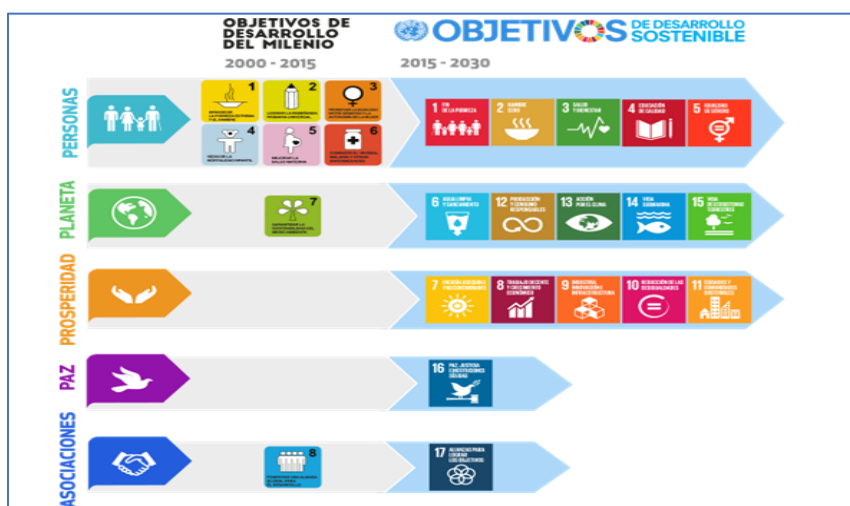 OBJETIVOS DE
DESARROLLO
DEL MILENIO
2000 - 2015
OBJETIVOS DE DESARROLLO
SOSTENIBLE
2015 - 2030
PERSONAS
1
2
3
4
5
6
1 FIN
DE LA POBREZA
2 HAMBRE
CERO
3 SALUD
Y BIENESTAR
4 EDUCACIÓN
DE CALIDAD
5 IGUALDAD
DE GÉNERO
PLANETA
7
6 AGUA LIMPIA
Y SANEAMIENTO
12 PRODUCCIÓN
Y CONSUMO
RESPONSABLES
13 ACCIÓN
POR EL CLIMA
14 VIDA
SUBMARINA
15 VIDA
DE ECOSISTEMAS
TERRESTRES
PROSPERIDAD
7 ENERGÍA ASEQUIBLE
Y NO CONTAMINANTE
8 TRABAJO DECENTE
Y CRECIMIENTO
ECONÓMICO
9 INDUSTRIA,
INNOVACIÓN E
INFRAESTRUCTURA
10 REDUCCIÓN DE LAS
DESIGUALDADES
11 CIUDADES Y
COMUNIDADES
SOSTENIBLES
PAZ
16 PAZ, JUSTICIA
E INSTITUCIONES
SÓLIDAS
ASOCIACIONES
8
17 ALIANZAS PARA
LOGRAR
LOS OBJETIVOS